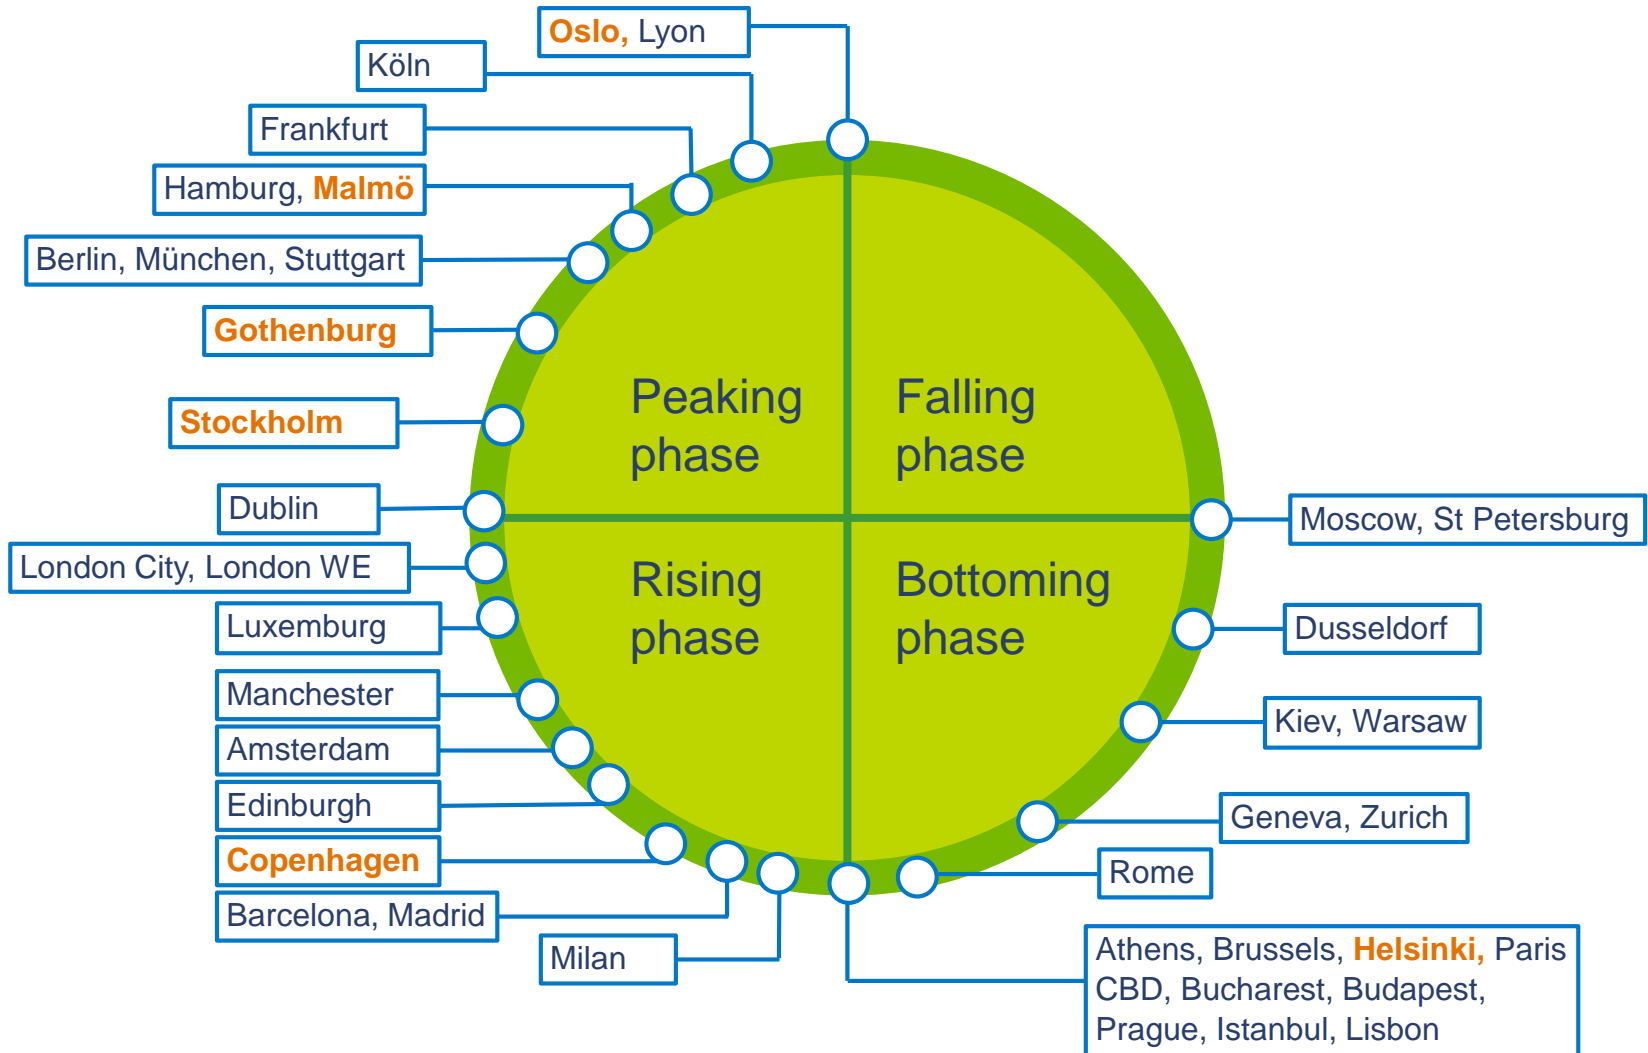 Oslo, Lyon
Köln
Frankfurt
Hamburg, Malmö
Berlin, München, Stuttgart
Gothenburg
Stockholm
Dublin
London City, London WE
Luxemburg
Manchester
Amsterdam
Edinburgh
Copenhagen
Barcelona, Madrid
Milan
Peaking
phase
Falling
phase
Rising
phase
Bottoming
phase
Moscow, St Petersburg
Dusseldorf
Kiev, Warsaw
Geneva, Zurich
Rome
Athens, Brussels, Helsinki, Paris
CBD, Bucharest, Budapest,
Prague, Istanbul, Lisbon